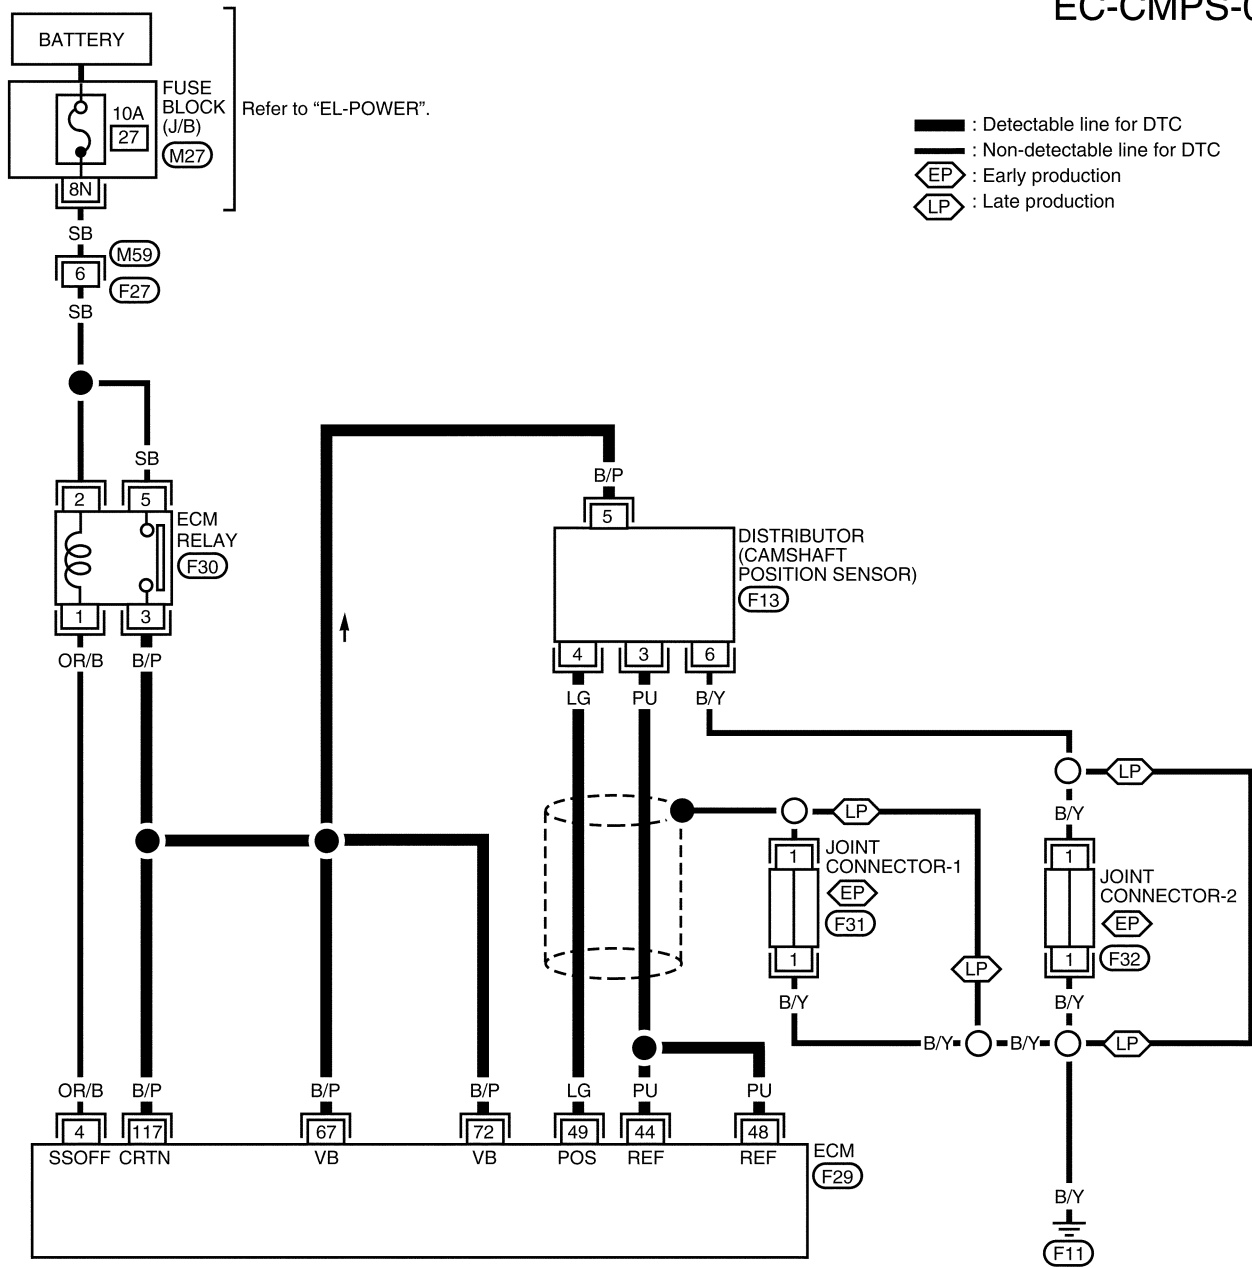 EC-CMPS-0
BATTERY
FUSE
BLOCK
(J/B)
M27
10A
27
8N
Refer to “EL-POWER”.
: Detectable line for DTC
: Non-detectable line for DTC
EP : Early production
LP : Late production
SB
M59
6
F27
SB
SB
2
5
ECM
RELAY
F30
1
3
OR/B
B/P
B/P
5
DISTRIBUTOR
(CAMSHAFT
POSITION SENSOR)
F13
4
3
6
LG
PU
B/Y
LP
LP
B/Y
1
JOINT
CONNECTOR-1
EP
F31
1
B/Y
LP
1
JOINT
CONNECTOR-2
EP
F32
1
B/Y
B/Y
B/Y
LP
OR/B
B/P
B/P
B/P
LG
PU
PU
4
117
67
72
49
44
48
SSOFF
CRTN
VB
VB
POS
REF
REF
ECM
F29
B/Y
F11